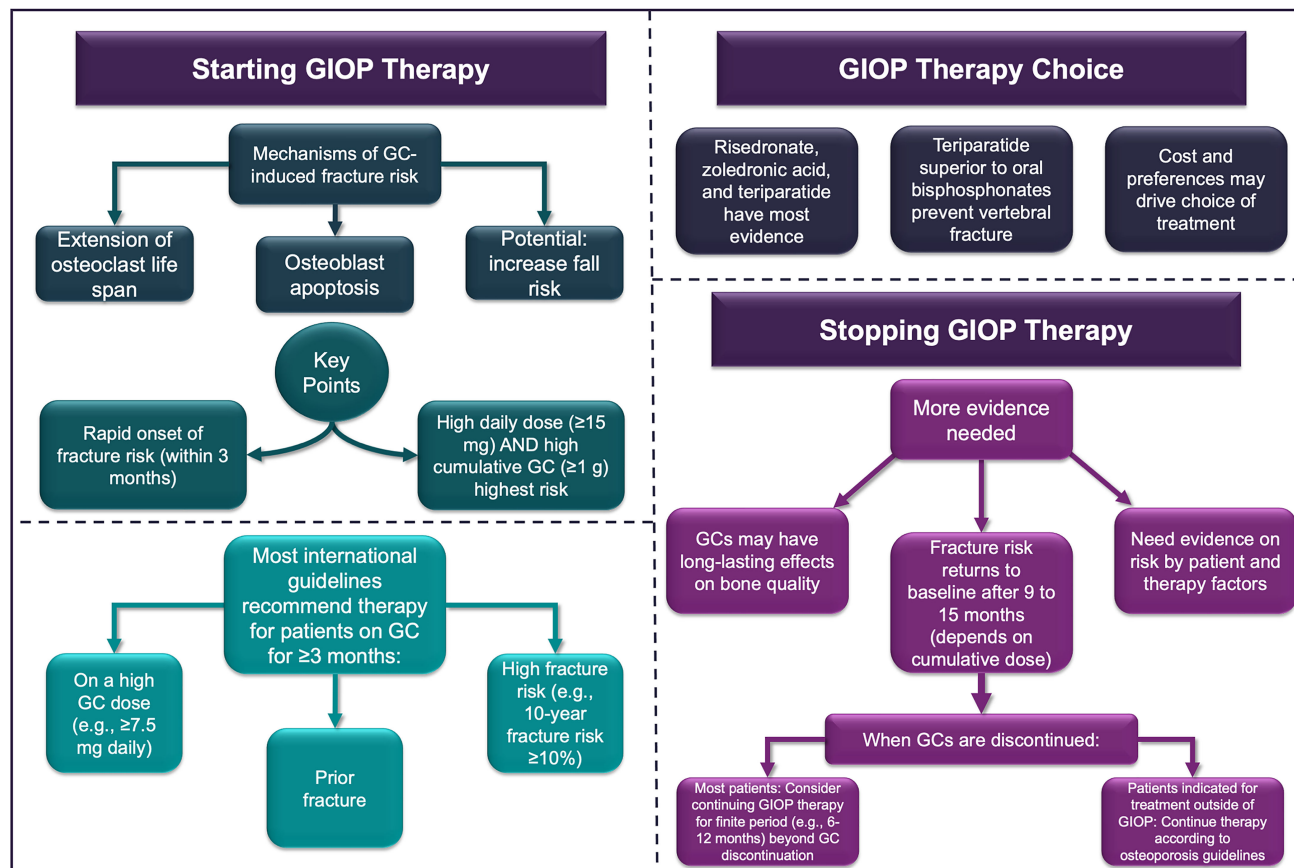 Starting GIOP Therapy
Mechanisms of GC-
induced fracture risk
Extension of
osteoclast life
span
Osteoblast
apoptosis
Potential:
increase fall
risk
Key
Points
Rapid onset of
fracture risk (within 3
months)
High daily dose (≥15
mg) AND high
cumulative GC (≥1 g)
highest risk
Most international
guidelines
recommend therapy
for patients on GC
for ≥3 months:
On a high
GC dose
(e.g., ≥7.5
mg daily)
Prior
fracture
High fracture
risk (e.g.,
10-year
fracture risk
≥10%)
GIOP Therapy Choice
Risedronate,
zoledronic acid,
and teriparatide
have most
evidence
Teriparatide
superior to oral
bisphosphonates
prevent vertebral
fracture
Cost and
preferences may
drive choice of
treatment
Stopping GIOP Therapy
More evidence
needed
GCs may have
long-lasting effects
on bone quality
Fracture risk
returns to
baseline after 9 to
15 months
(depends on
cumulative dose)
Need evidence on
risk by patient and
therapy factors
When GCs are discontinued:
Most patients: Consider
continuing GIOP therapy
for finite period (e.g., 6-
12 months) beyond GC
discontinuation
Patients indicated for
treatment outside of
GIOP: Continue therapy
according to
osteoporosis guidelines